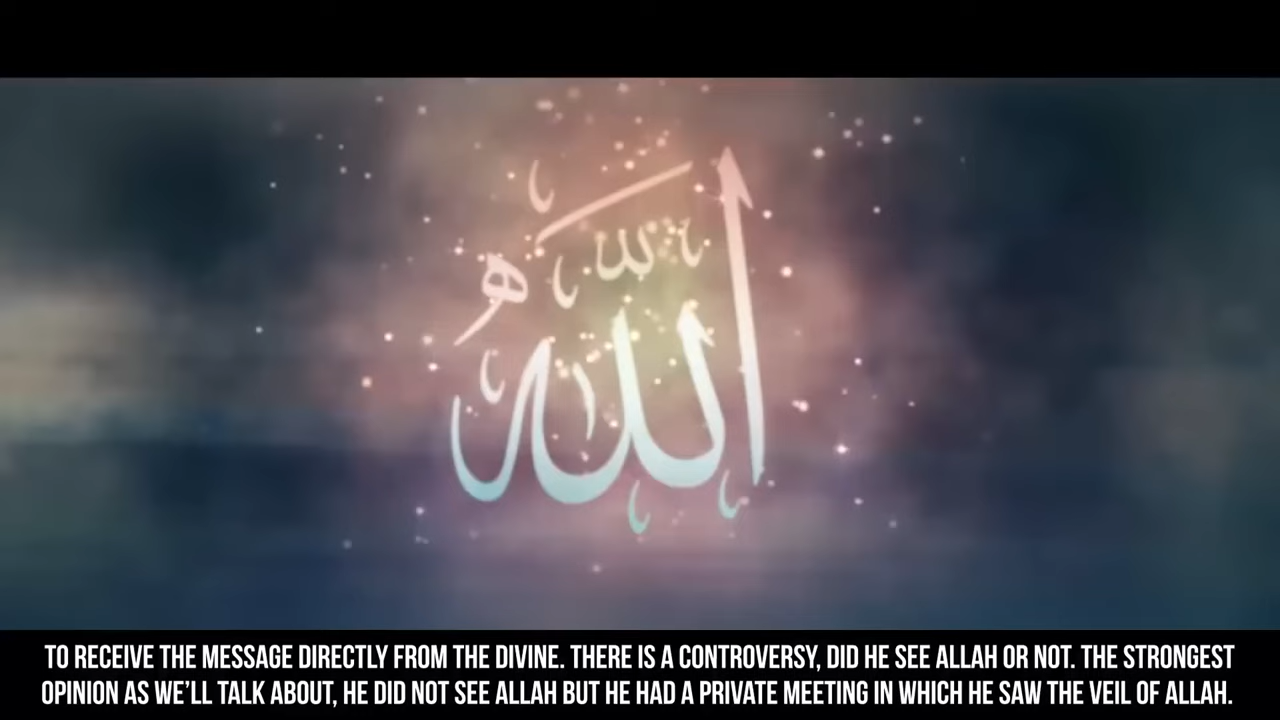 الله
TO RECEIVE THE MESSAGE DIRECTLY FROM THE DIVINE. THERE IS A CONTROVERSY, DID HE SEE ALLAH OR NOT. THE STRONGEST
OPINION AS WE'LL TALK ABOUT, HE DID NOT SEE ALLAH BUT HE HAD A PRIVATE MEETING IN WHICH HE SAW THE VEIL OF ALLAH.